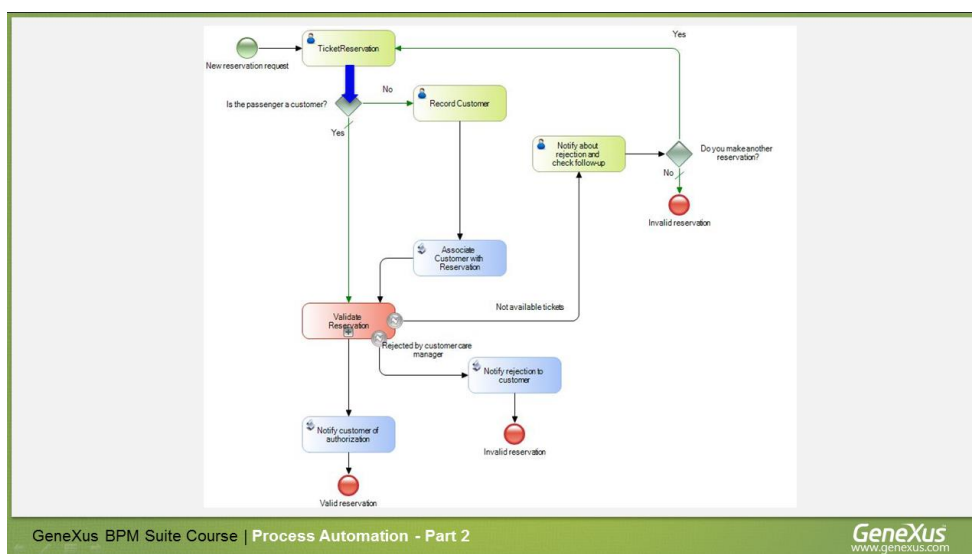 Yes
TicketReservation
New reservation request
No
Is the passenger a customer?
Record Customer
Yes
Notify about
rejection and
check follow-up
Do you make another
reservation?
No
Invalid reservation
Associate
Customer with
Reservation
Not available tickets
Validate
Reservation
Rejected by customer care
manager
Notify rejection to
customer
Notify customer of
authorization
Invalid reservation
Valid reservation
GeneXus BPM Suite Course | Process Automation - Part 2
GeneXus
www.genexus.com